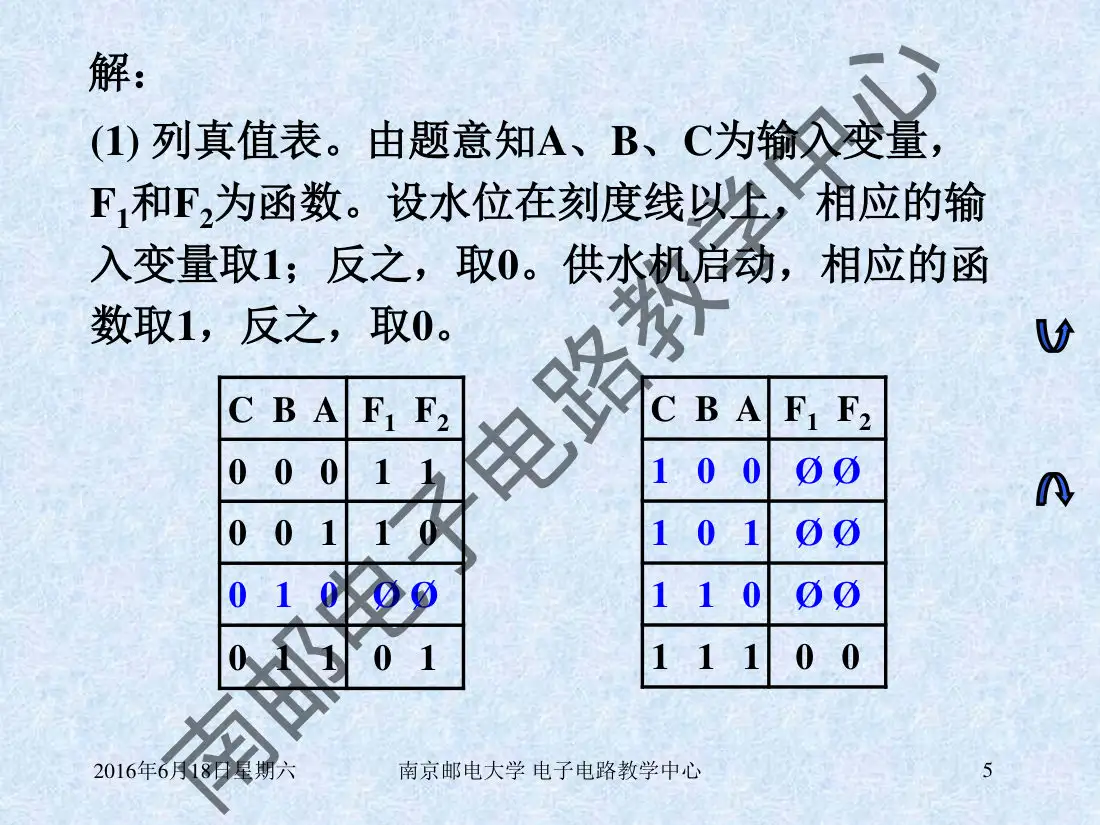 解：
(1) 列真值表。由题意知A、B、C为输入变量，
F1和F2为函数。设水位在刻度线以上，相应的输
入变量取1；反之，取0。供水机启动，相应的函
数取1，反之，取0。
C B A F1 F2
0 0 0 1 1
0 0 1 1 0
0 1 0 Ø Ø
0 1 1 0 1
C B A F1 F2
1 0 0 Ø Ø
1 0 1 Ø Ø
1 1 0 Ø Ø
1 1 1 0 0
南邮电子电路教学中心
2016年6月18日星期六 南京邮电大学 电子电路教学中心 5